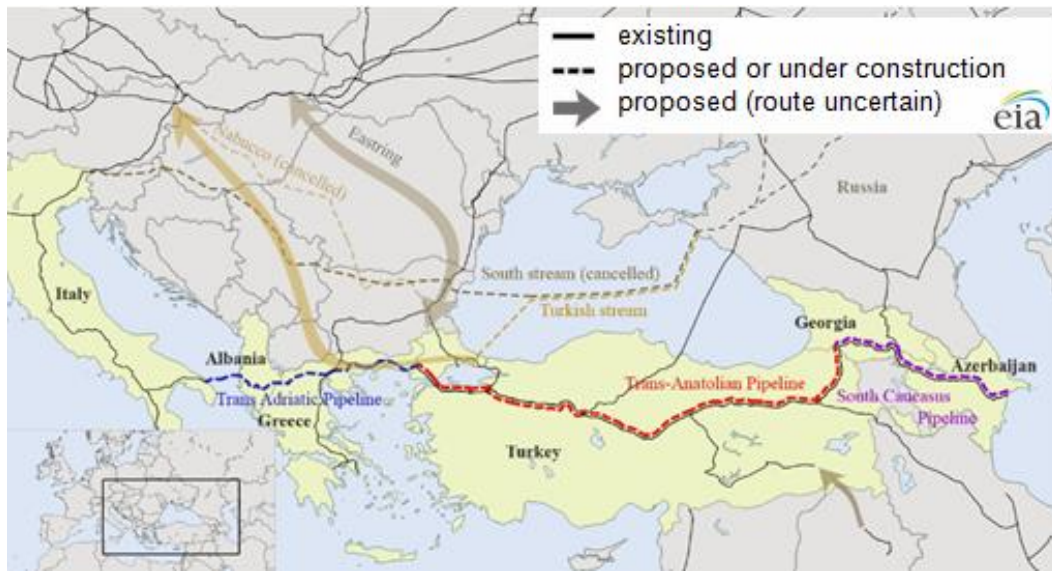 existing
proposed or under construction
proposed (route uncertain)
eia
Nabucco (cancelled)
Eastring
Russia
South stream (cancelled)
Turkish stream
Italy
Georgia
Albania
Azerbaijan
Trans-Anatolian Pipeline
Trans Adriatic Pipeline
South Caucasus
Pipeline
Greece
Turkey